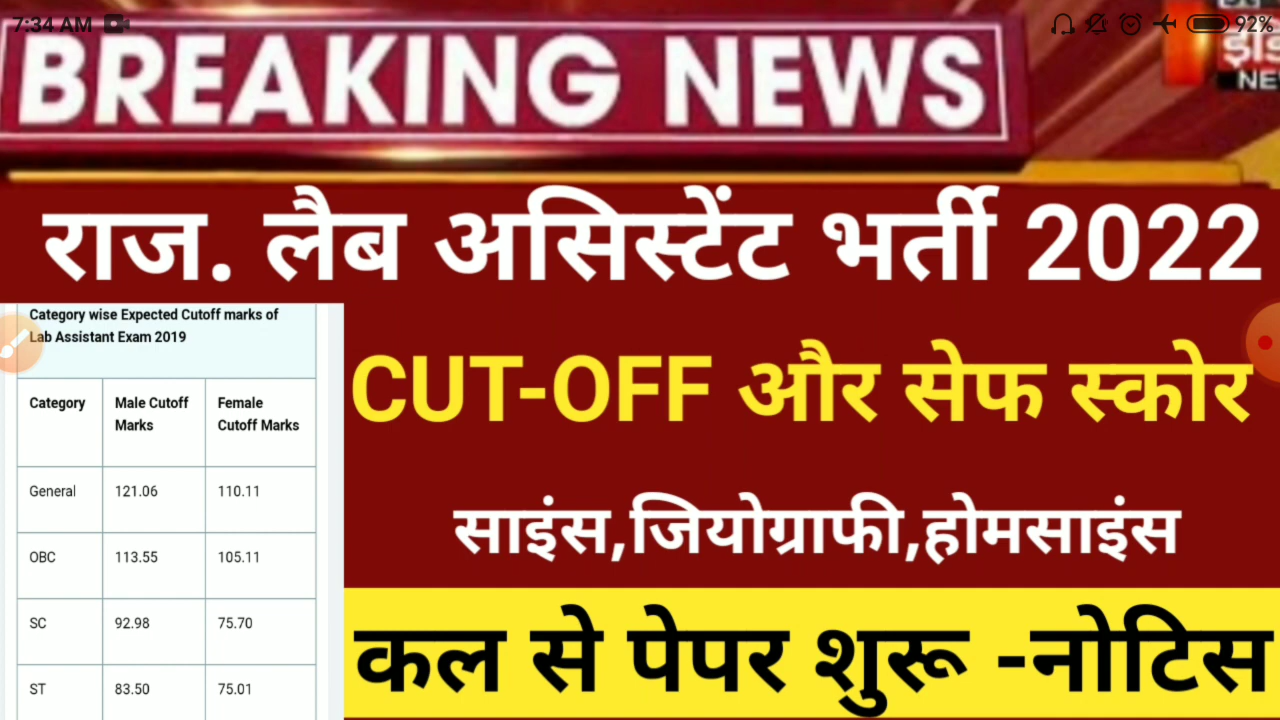 7:34 AM
92%
BREAKING NEWS
NE
राज. लैब असिस्टेंट भर्ती 2022
Category wise Expected Cutoff marks of
Lab Assistant Exam 2019
Category Male Cutoff Marks Female Cutoff Marks
General 121.06 110.11
OBC 113.55 105.11
SC 92.98 75.70
ST 83.50 75.01
CUT-OFF और सेफ स्कोर
साइंस,जियोग्राफी,होमसाइंस
कल से पेपर शुरू -नोटिस